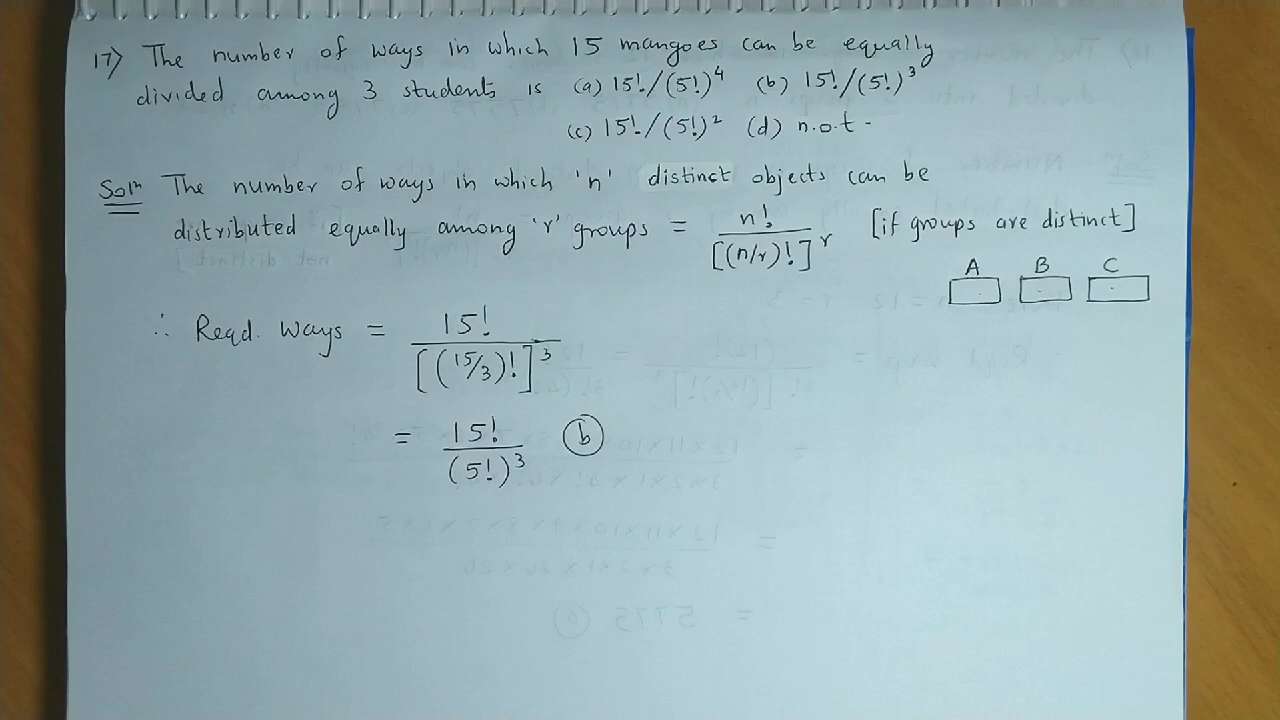 17) The number of ways in which 15 mangoes can be equally
divided among 3 students is (a) 15!/(5!)⁴ (b) 15!/(5!)³
(c) 15!/(5!)² (d) n.o.t.
Solⁿ The number of ways in which 'n' distinct objects can be
distributed equally among 'r' groups = n!/[(n/r)!]^r [if groups are distinct]
A B C
∴ Reqd. Ways = 15!/[(15/3)!]³
= 15!/(5!)³ (b)